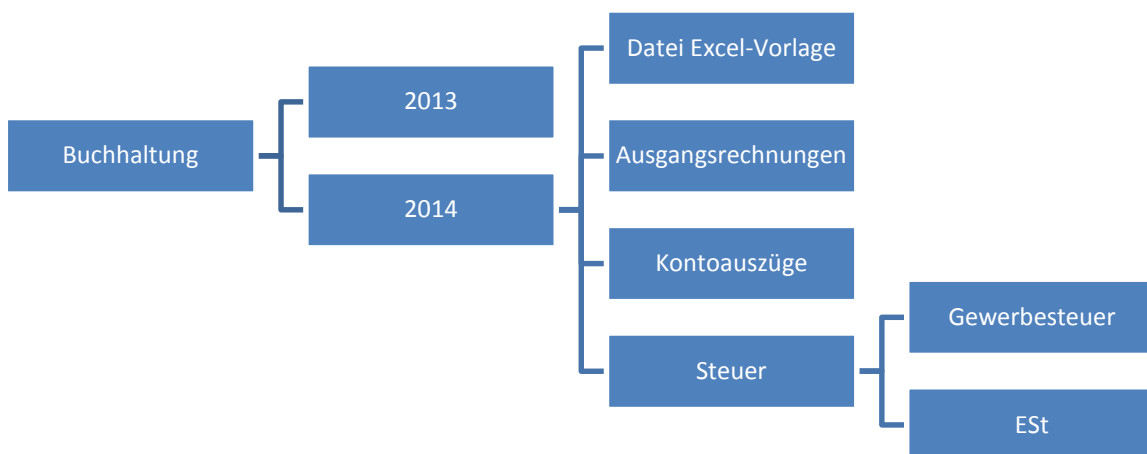 Buchhaltung
2013
2014
Datei Excel-Vorlage
Ausgangsrechnungen
Kontoauszüge
Steuer
Gewerbesteuer
ESt